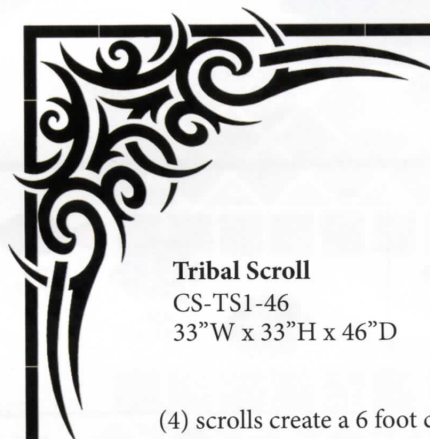 Tribal Scroll
CS-TS1-46
33”W x 33”H x 46”D
(4) scrolls create a 6 foot